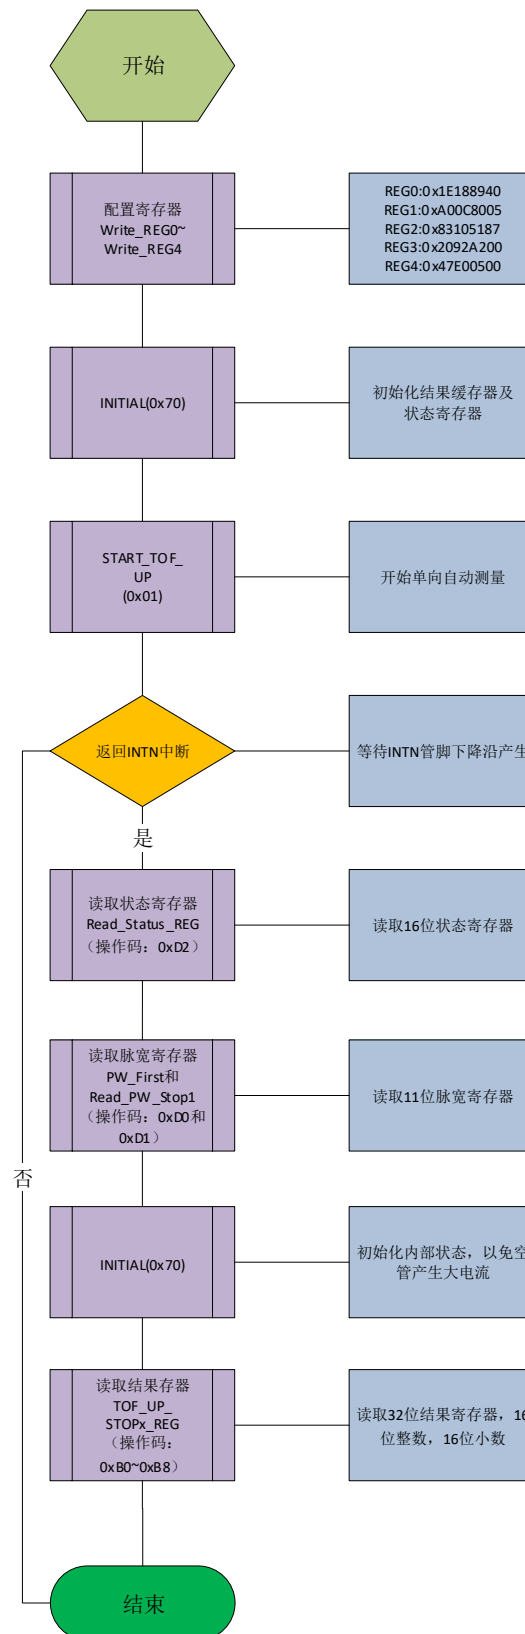 开始
配置寄存器
Write_REG0~
Write_REG4
REG0:0x1E188940
REG1:0xA00C8005
REG2:0x83105187
REG3:0x2092A200
REG4:0x47E00500
INITIAL(0x70)
初始化结果缓存器及
状态寄存器
START_TOF_
UP
(0x01)
开始单向自动测量
返回INTN中断
等待INTN管脚下降沿产生
是
读取状态寄存器
Read_Status_REG
（操作码：0xD2）
读取16位状态寄存器
读取脉宽寄存器
PW_First和
Read_PW_Stop1
（操作码：0xD0和
0xD1）
读取11位脉宽寄存器
否
INITIAL(0x70)
初始化内部状态，以免空
管产生大电流
读取结果存器
TOF_UP_
STOPx_REG
（操作码：
0xB0~0xB8）
读取32位结果寄存器，16
位整数，16位小数
结束